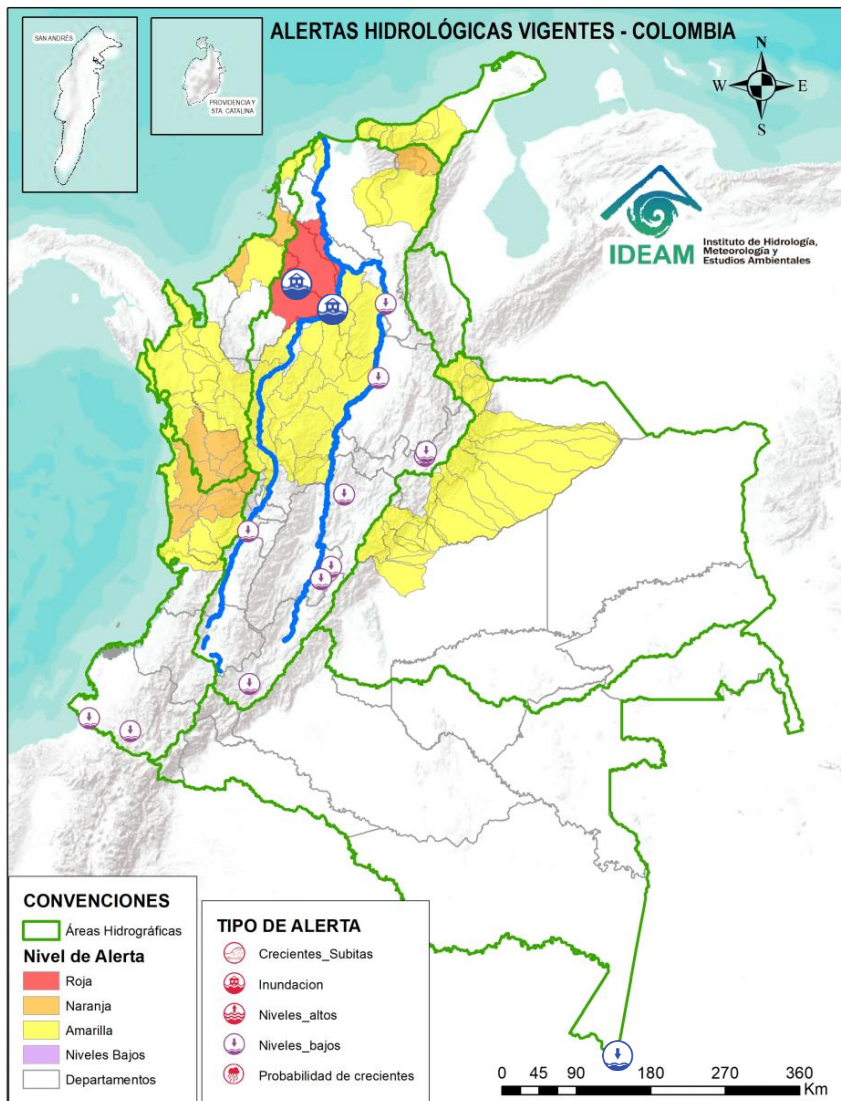 ALERTAS HIDROLÓGICAS VIGENTES - COLOMBIA
SAN ANDRÉS
PROVIDENCIA Y
STA. CATALINA
N
W
E
S
IDEAM
Instituto de Hidrología,
Meteorología y
Estudios Ambientales
CONVENCIONES
Áreas Hidrográficas
Nivel de Alerta
Roja
Naranja
Amarilla
Niveles Bajos
Departamentos
TIPO DE ALERTA
Crecientes_Subitas
Inundacion
Niveles_altos
Niveles_bajos
Probabilidad de crecientes
0 45 90 180 270 360
Km